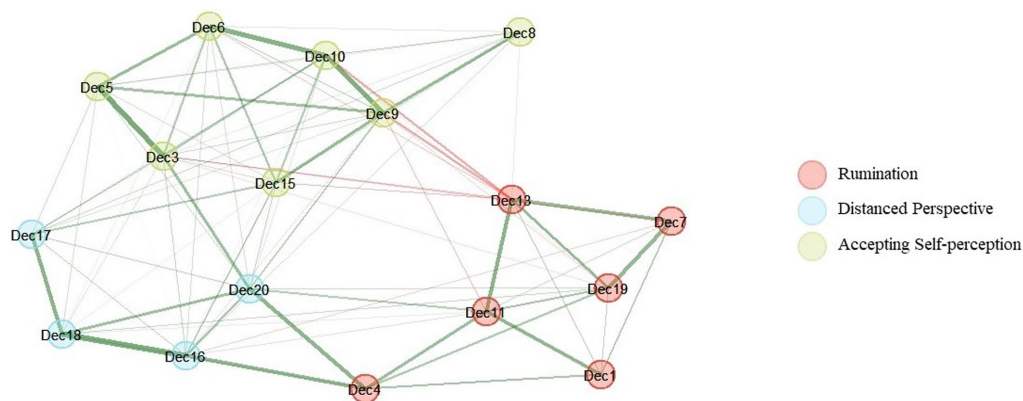 Dec6
Dec8
Dec10
Dec5
Dec9
Dec3
Dec15
Rumination
Dec13
Distanced Perspective
Dec7
Dec17
Accepting Self-perception
Dec20
Dec19
Dec11
Dec18
Dec16
Dec1
Dec4